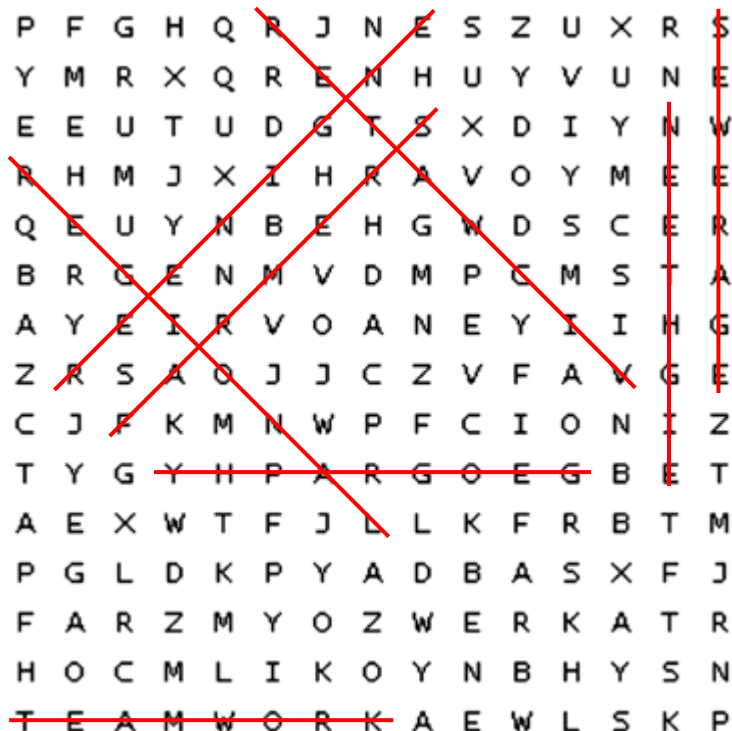 P F G H Q R J N E S Z U X R S
Y M R X Q R E N H U Y V U N E
E E U T U D G T S X D I Y N W
R H M J X I H R A V O Y M E E
Q E U Y N B E H G W D S C E R
B R G E N M V D M P C M S T A
A Y E I R V O A N E Y I I H G
Z R S A O J J C Z V F A V G E
C J F K M N W P F C I O N I Z
T Y G Y H P A R G O E G B E T
A E X W T F J L L K F R B T M
P G L D K P Y A D B A S X F J
F A R Z M Y O Z W E R K A T R
H O C M L I K O Y N B H Y S N
T E A M W O R K A E W L S K P